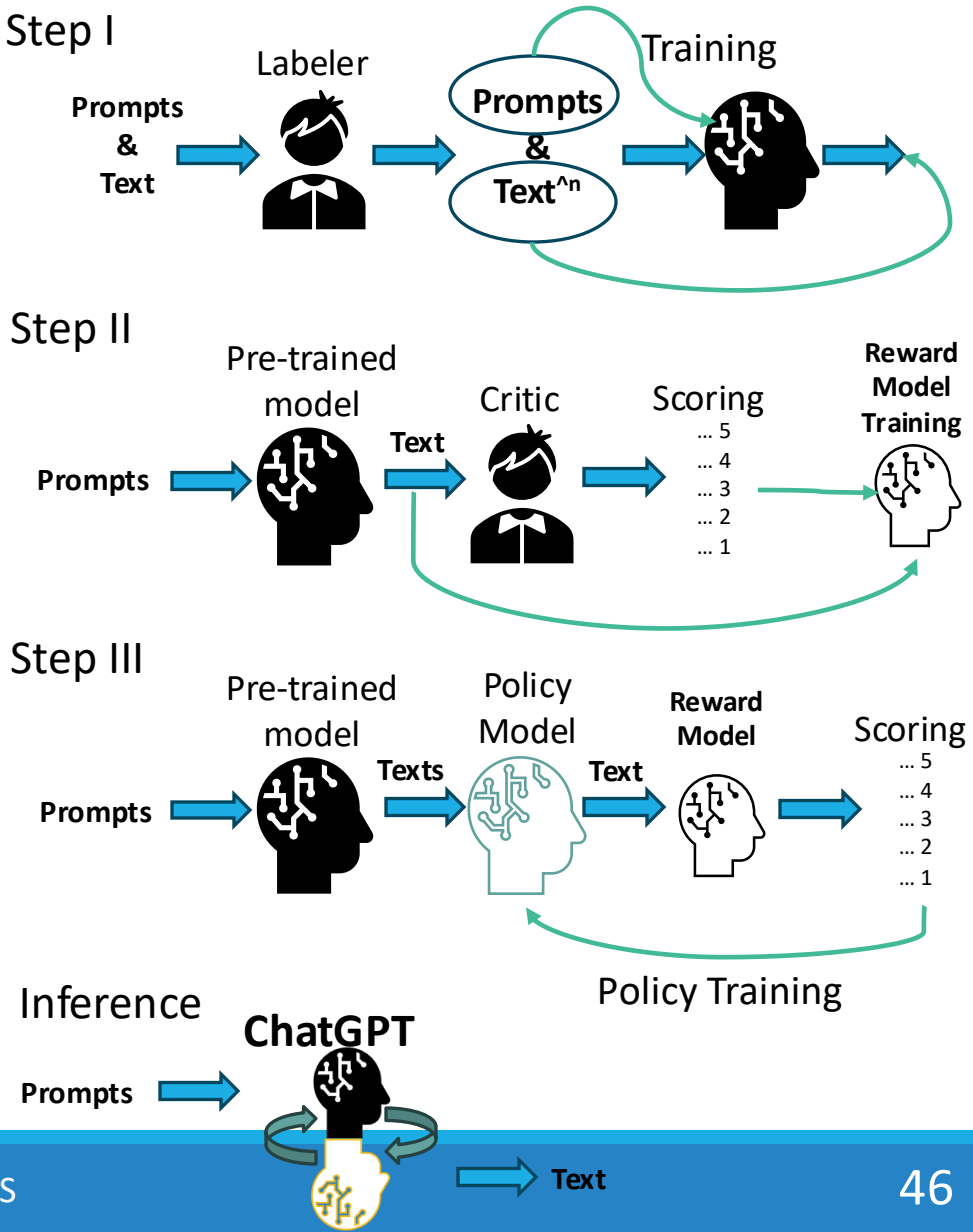 Step I
Labeler
Training
Prompts
&
Text
Prompts
&
Text^n
Step II
Pre-trained
model
Critic
Scoring
Reward
Model
Training
Prompts
Text
... 5
... 4
... 3
... 2
... 1
Step III
Pre-trained
model
Policy
Model
Reward
Model
Scoring
Prompts
Texts
Text
... 5
... 4
... 3
... 2
... 1
Policy Training
Inference
ChatGPT
Prompts
Text
S
46